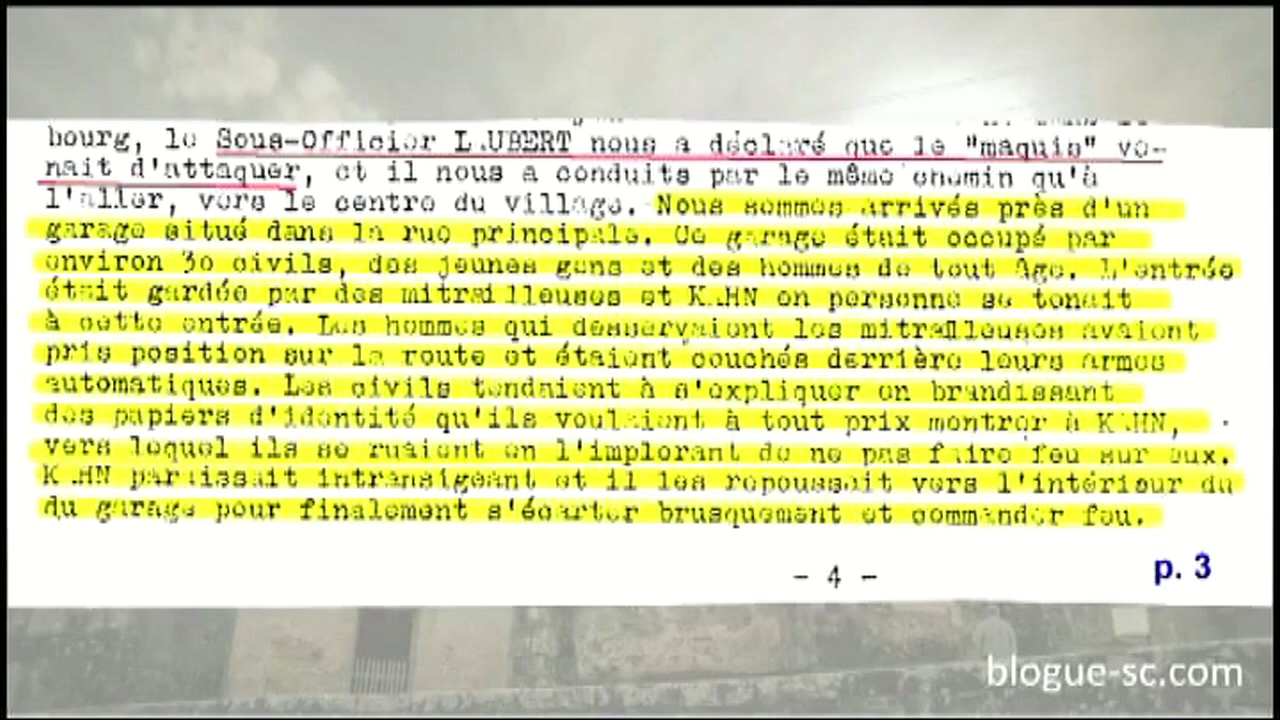 bourg, le Sous-Officier L.UBERT nous a déclaré que le "maquis" ve-
nait d'attaquer, et il nous a conduits par le même chemin qu'à
l'aller, vers le centre du village. Nous sommes arrivés près d'un
garage situé dans la rue principale. Ce garage était occupé par
environ 30 civils, des jeunes gens et des hommes de tout âge. L'entrée
était gardée par des mitrailleuses et K.HN en personne se tenait
à cette entrée. Les hommes qui desservaient les mitrailleuses avaient
pris position sur la route et étaient couchés derrière leurs armes
automatiques. Les civils tendaient à s'expliquer en brandissant
des papiers d'identité qu'ils voulaient à tout prix montrer à K.HN,
vers lequel ils se ruaient en l'implorant de ne pas faire feu sur eux.
K.HN paraissait intransigeant et il les repoussait vers l'intérieur du
du garage pour finalement s'écarter brusquement et commander feu.
- 4 -
p. 3
blogue-sc.com